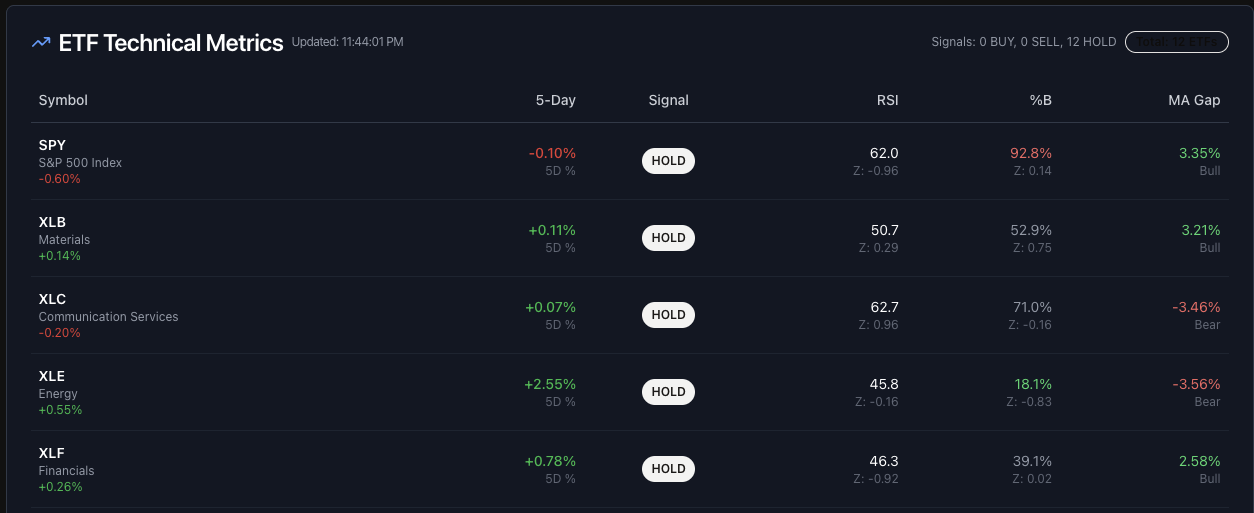 ETF Technical Metrics Updated: 11:44:01 PM Signals: 0 BUY, 0 SELL, 12 HOLD Total: 12 ETFs
Symbol 5-Day Signal RSI %B MA Gap
SPY
S&P 500 Index
-0.60%
-0.10%
5D %
HOLD
62.0
Z: -0.96
92.8%
Z: 0.14
3.35%
Bull
XLB
Materials
+0.14%
+0.11%
5D %
HOLD
50.7
Z: 0.29
52.9%
Z: 0.75
3.21%
Bull
XLC
Communication Services
-0.20%
+0.07%
5D %
HOLD
62.7
Z: 0.96
71.0%
Z: -0.16
-3.46%
Bear
XLE
Energy
+0.55%
+2.55%
5D %
HOLD
45.8
Z: -0.16
18.1%
Z: -0.83
-3.56%
Bear
XLF
Financials
+0.26%
+0.78%
5D %
HOLD
46.3
Z: -0.92
39.1%
Z: 0.02
2.58%
Bull